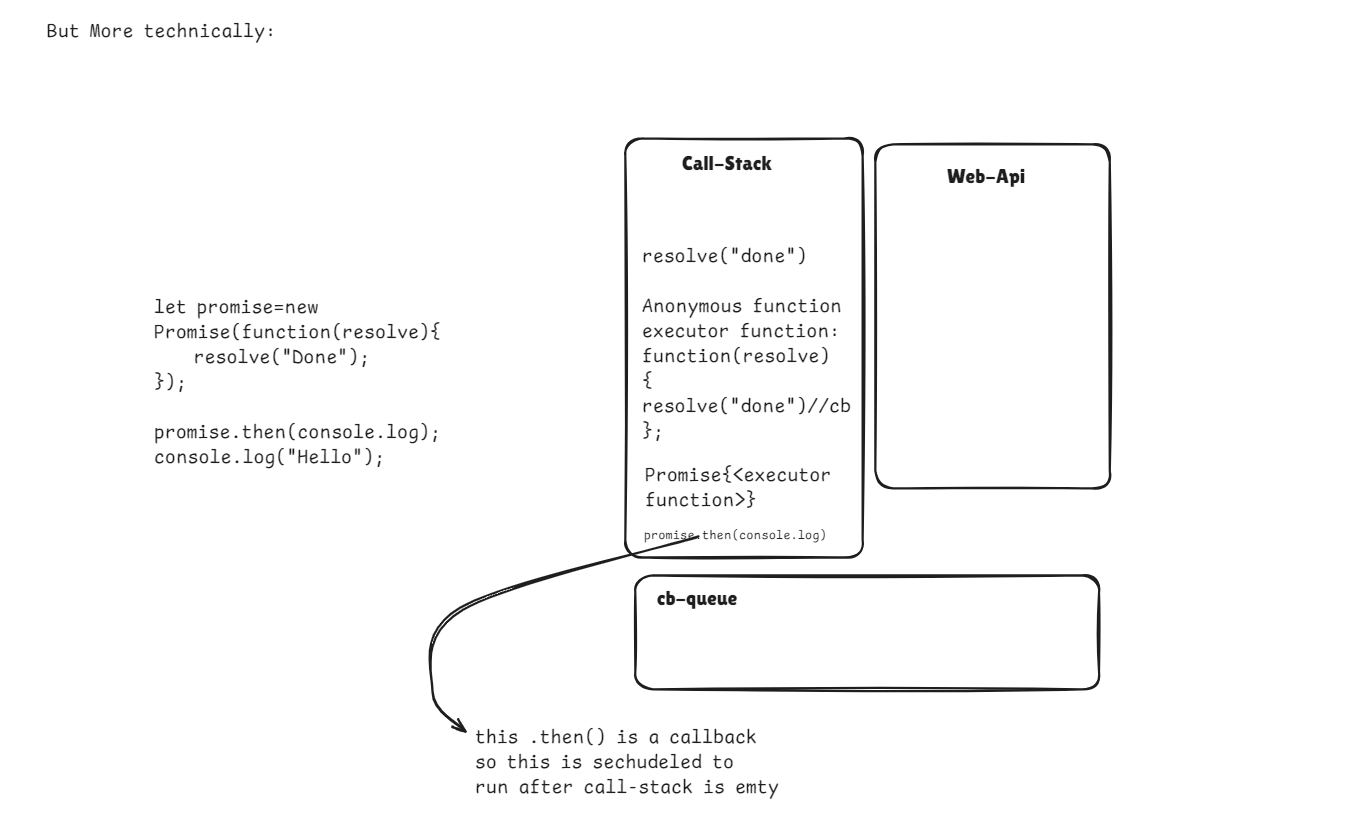 But More technically:
Call-Stack
Web-Api
resolve("done")
Anonymous function
executor function:
function(resolve)
{
resolve("done")//cb
};
Promise{<executor
function>}
promise.then(console.log)
let promise=new
Promise(function(resolve){
resolve("Done");
});
promise.then(console.log);
console.log("Hello");
cb-queue
this .then() is a callback
so this is sechudeled to
run after call-stack is emty